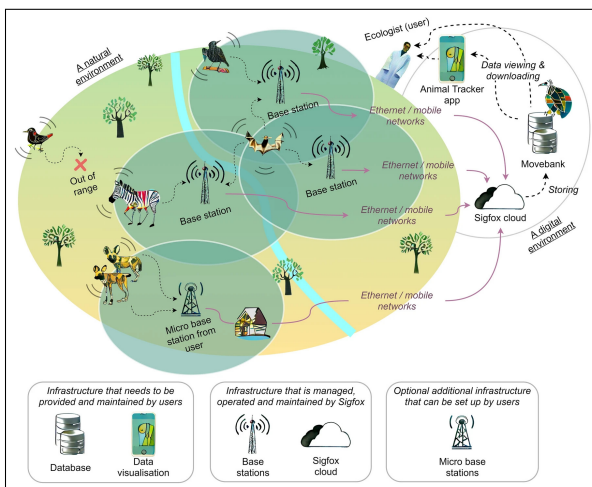 A natural
environment
Ecologist (user)
Data viewing &
downloading
Animal Tracker
app
Base station
Ethernet / mobile
networks
Movebank
Out of
range
Base station
Base station
Ethernet / mobile
networks
Storing
Ethernet / mobile
networks
Sigfox cloud
A digital
environment
Micro base
station from
user
Ethernet / mobile
networks
Infrastructure that needs to be
provided and maintained by users
Database
Data
visualisation
Infrastructure that is managed,
operated and maintained by Sigfox
Base
stations
Sigfox
cloud
Optional additional infrastructure
that can be set up by users
Micro base
stations